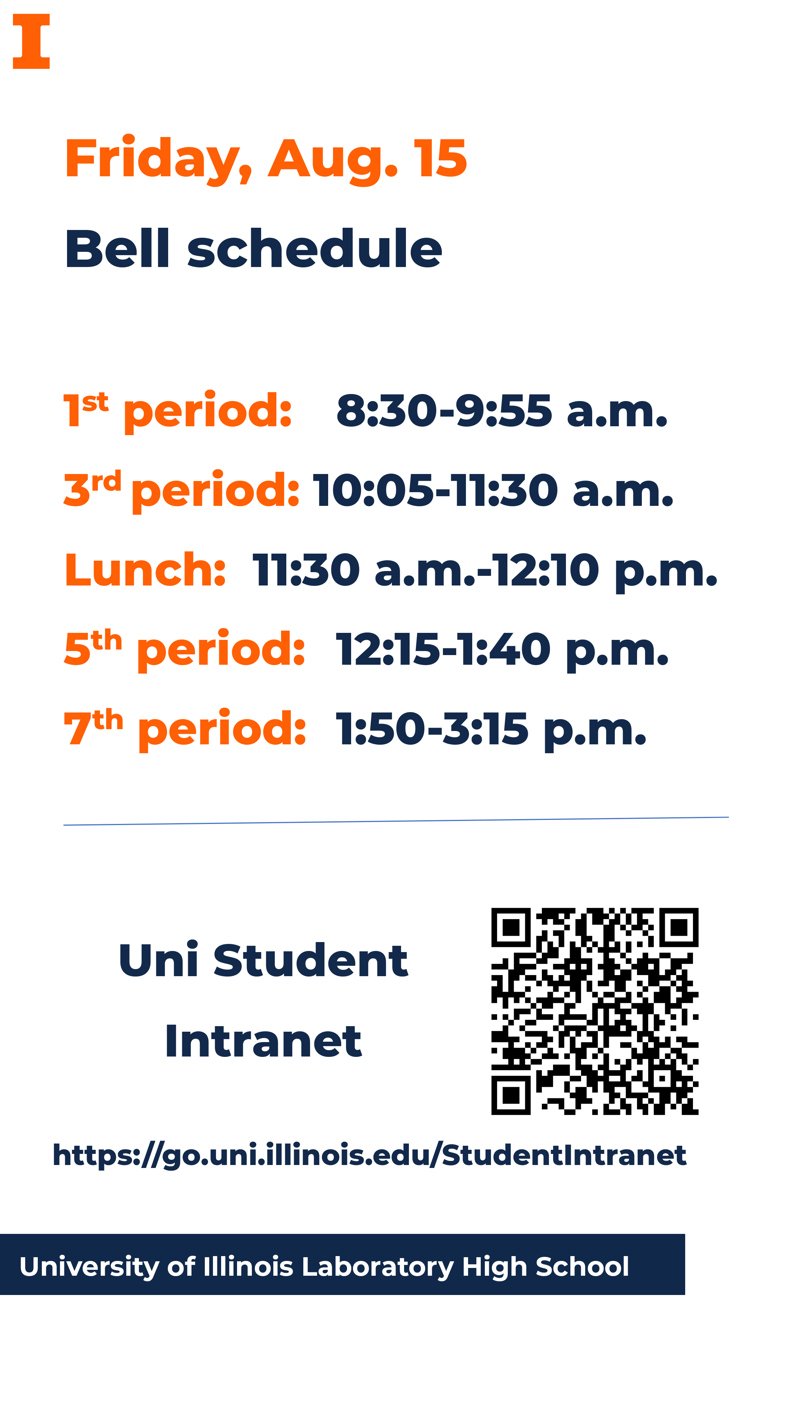 I
Friday, Aug. 15
Bell schedule
1st period: 8:30-9:55 a.m.
3rd period: 10:05-11:30 a.m.
Lunch: 11:30 a.m.-12:10 p.m.
5th period: 12:15-1:40 p.m.
7th period: 1:50-3:15 p.m.
Uni Student
Intranet
https://go.uni.illinois.edu/StudentIntranet
University of Illinois Laboratory High School